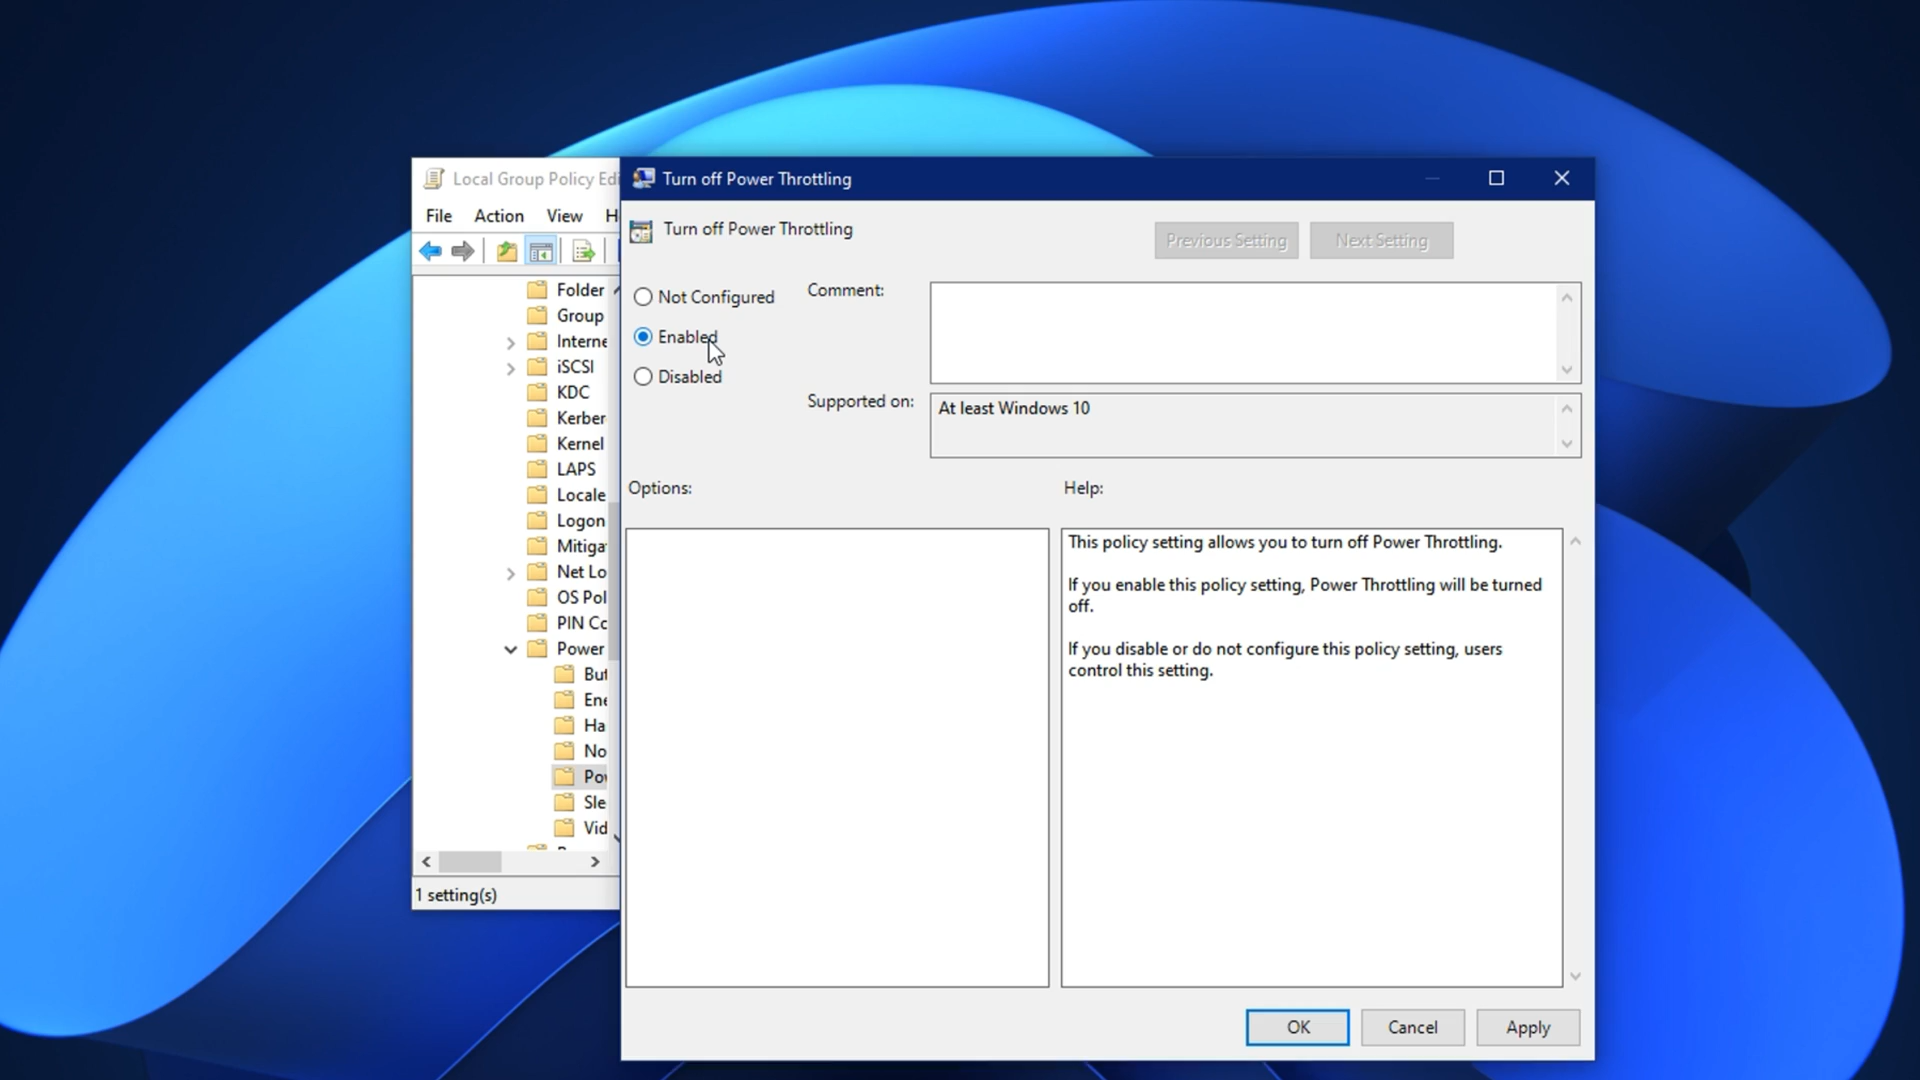 Local Group Policy Edi
File Action View H
Folder
Group
Interne
iSCSI
KDC
Kerber
Kernel
LAPS
Locale
Logon
Mitiga
Net Lo
OS Pol
PIN Co
Power
But
Ene
Ha
No
Pow
Sle
Vid
1 setting(s)
Turn off Power Throttling
Turn off Power Throttling
Previous Setting Next Setting
Not Configured
Enabled
Disabled
Comment:
Supported on:
At least Windows 10
Options:
Help:
This policy setting allows you to turn off Power Throttling.
If you enable this policy setting, Power Throttling will be turned
off.
If you disable or do not configure this policy setting, users
control this setting.
OK Cancel Apply